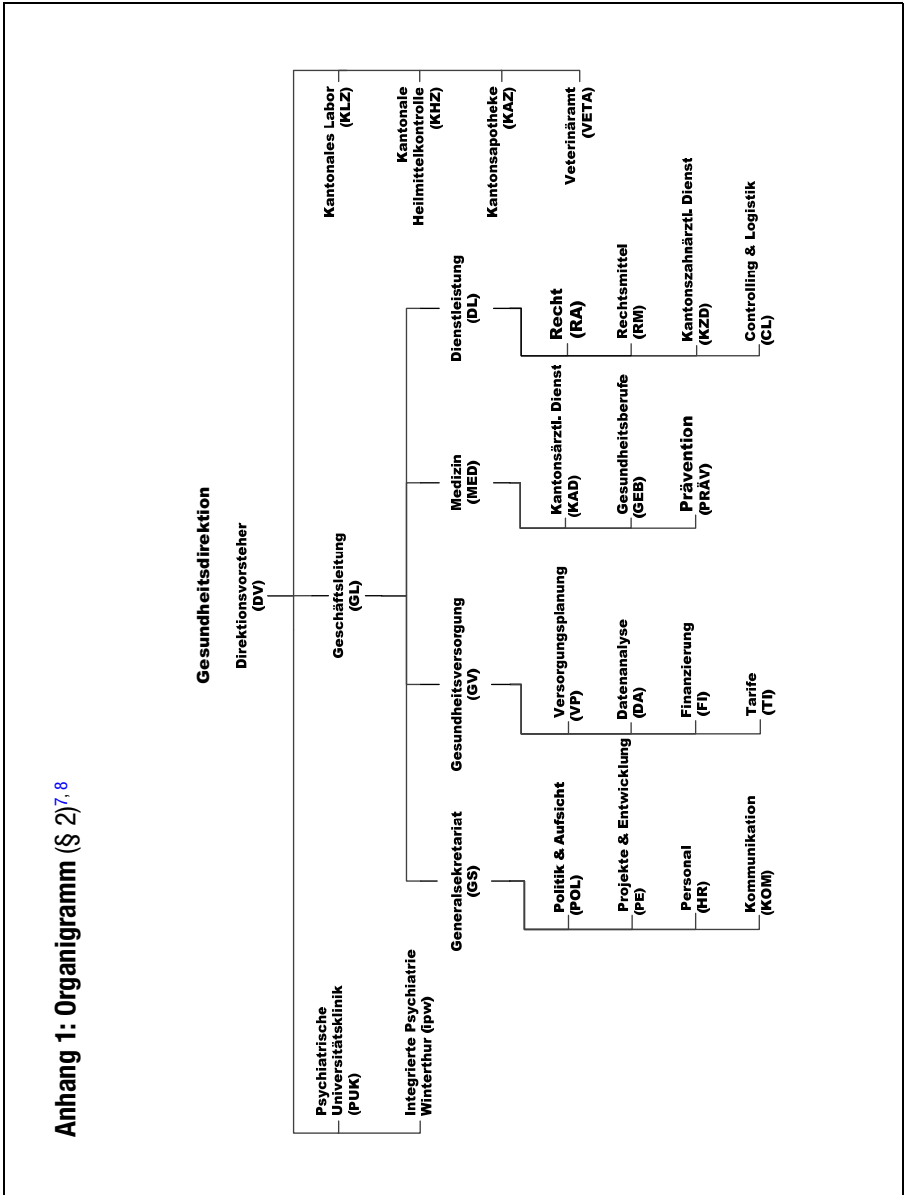 Anhang 1: Organigramm (§ 2)7, 8
Gesundheitsdirektion
Direktionsvorsteher
(DV)
Psychiatrische
Universitätsklinik
(PUK)
Integrierte Psychiatrie
Winterthur (ipw)
Geschäftsleitung
(GL)
Generalsekretariat
(GS)
Politik & Aufsicht
(POL)
Projekte & Entwicklung
(PE)
Personal
(HR)
Kommunikation
(KOM)
Gesundheitsversorgung
(GV)
Versorgungsplanung
(VP)
Datenanalyse
(DA)
Finanzierung
(FI)
Tarife
(TI)
Medizin
(MED)
Kantonsärztl. Dienst
(KAD)
Gesundheitsberufe
(GEB)
Prävention
(PRÄV)
Dienstleistung
(DL)
Recht
(RA)
Rechtsmittel
(RM)
Kantonszahnärztl. Dienst
(KZD)
Controlling & Logistik
(CL)
Kantonales Labor
(KLZ)
Kantonale
Heilmittelkontrolle
(KHZ)
Kantonsapotheke
(KAZ)
Veterinäramt
(VETA)